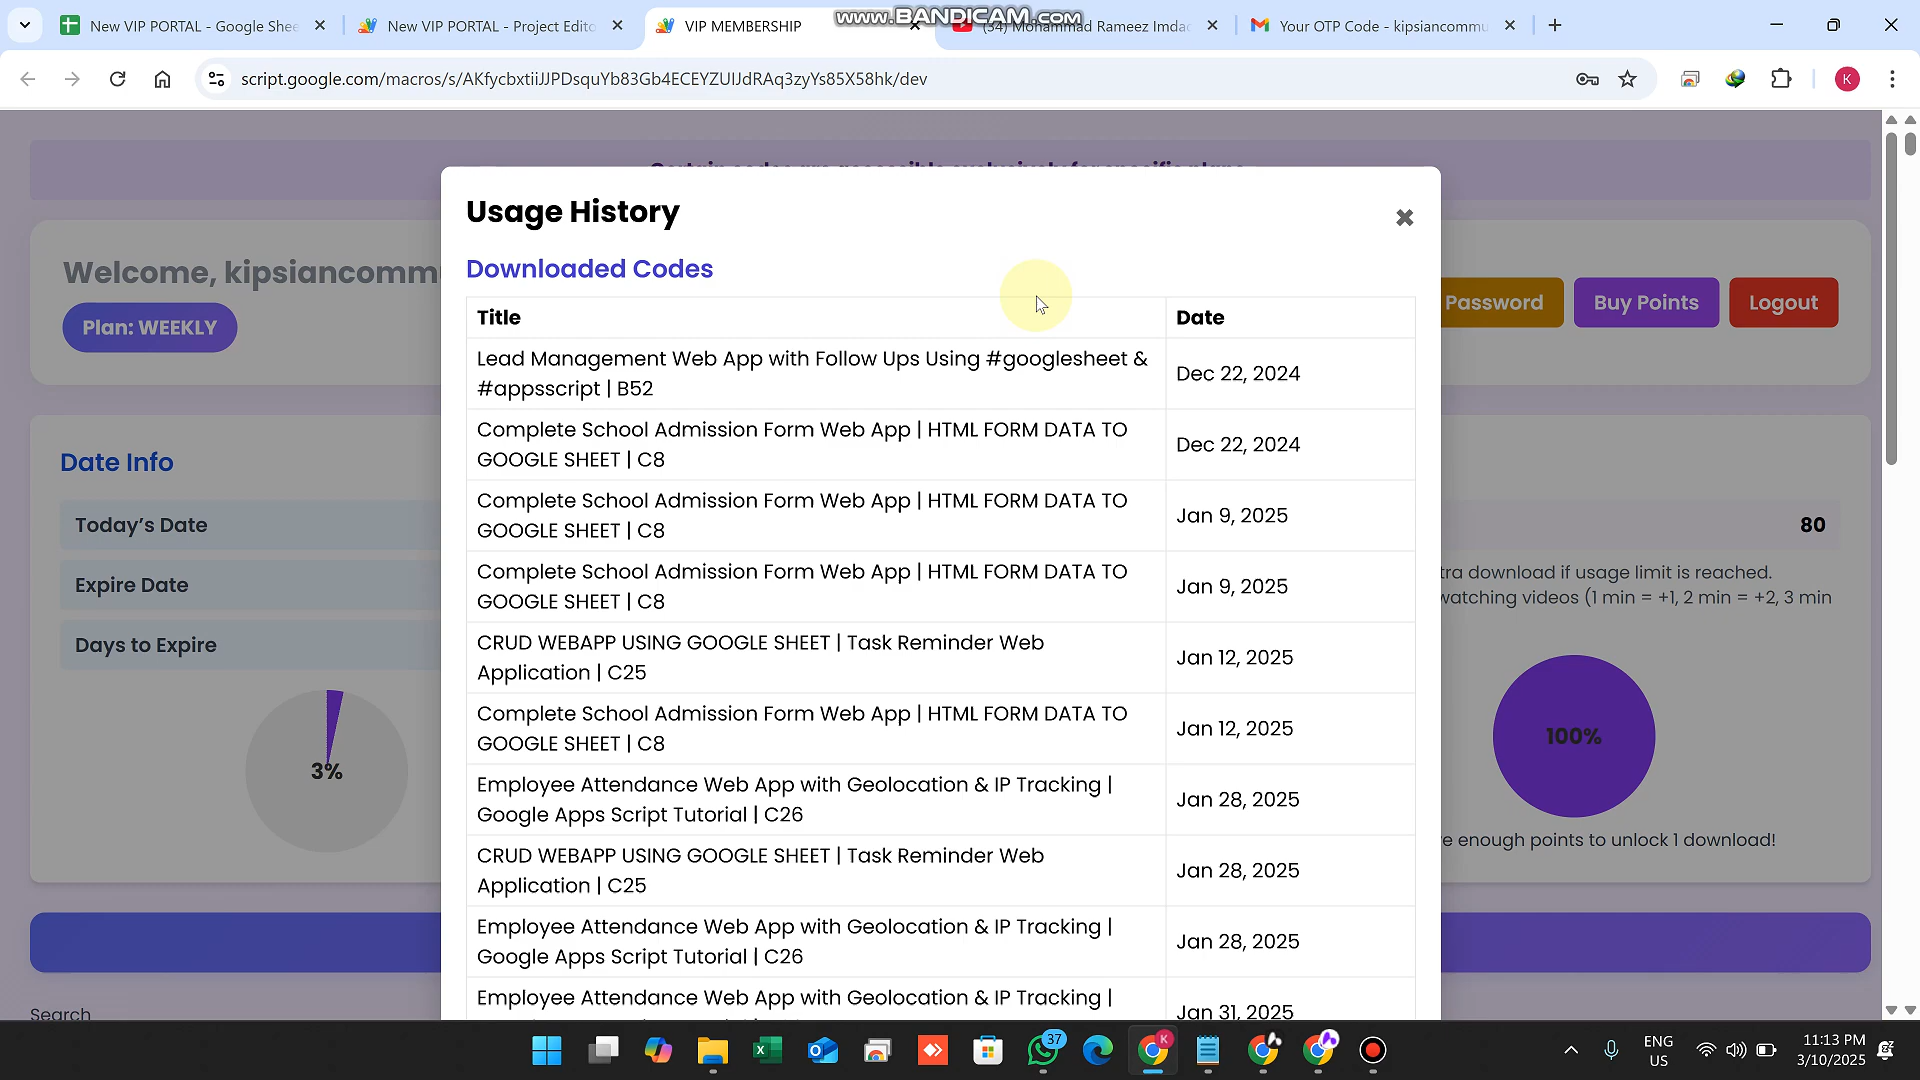 New VIP PORTAL - Google Shee
New VIP PORTAL - Project Edito
VIP MEMBERSHIP
www.BANDICAM.com
(34) Mohammad Rameez Imdad
Your OTP Code - kipsiancommu
script.google.com/macros/s/AKfycbxtiiJJPDsquYb83Gb4ECEYZUIJdRAq3zyYs85X58hk/dev
K
Welcome, kipsiancomm
Plan: WEEKLY
Password
Buy Points
Logout
Usage History
Downloaded Codes
Title
Date
Lead Management Web App with Follow Ups Using #googlesheet &
#appsscript | B52
Dec 22, 2024
Complete School Admission Form Web App | HTML FORM DATA TO
GOOGLE SHEET | C8
Dec 22, 2024
Complete School Admission Form Web App | HTML FORM DATA TO
GOOGLE SHEET | C8
Jan 9, 2025
Complete School Admission Form Web App | HTML FORM DATA TO
GOOGLE SHEET | C8
Jan 9, 2025
CRUD WEBAPP USING GOOGLE SHEET | Task Reminder Web
Application | C25
Jan 12, 2025
Complete School Admission Form Web App | HTML FORM DATA TO
GOOGLE SHEET | C8
Jan 12, 2025
Employee Attendance Web App with Geolocation & IP Tracking |
Google Apps Script Tutorial | C26
Jan 28, 2025
CRUD WEBAPP USING GOOGLE SHEET | Task Reminder Web
Application | C25
Jan 28, 2025
Employee Attendance Web App with Geolocation & IP Tracking |
Google Apps Script Tutorial | C26
Jan 28, 2025
Employee Attendance Web App with Geolocation & IP Tracking |
Jan 31, 2025
Date Info
Today's Date
Expire Date
Days to Expire
3%
80
tra download if usage limit is reached.
watching videos (1 min = +1, 2 min = +2, 3 min
100%
e enough points to unlock 1 download!
Search
37
K
ENG
US
11:13 PM
3/10/2025